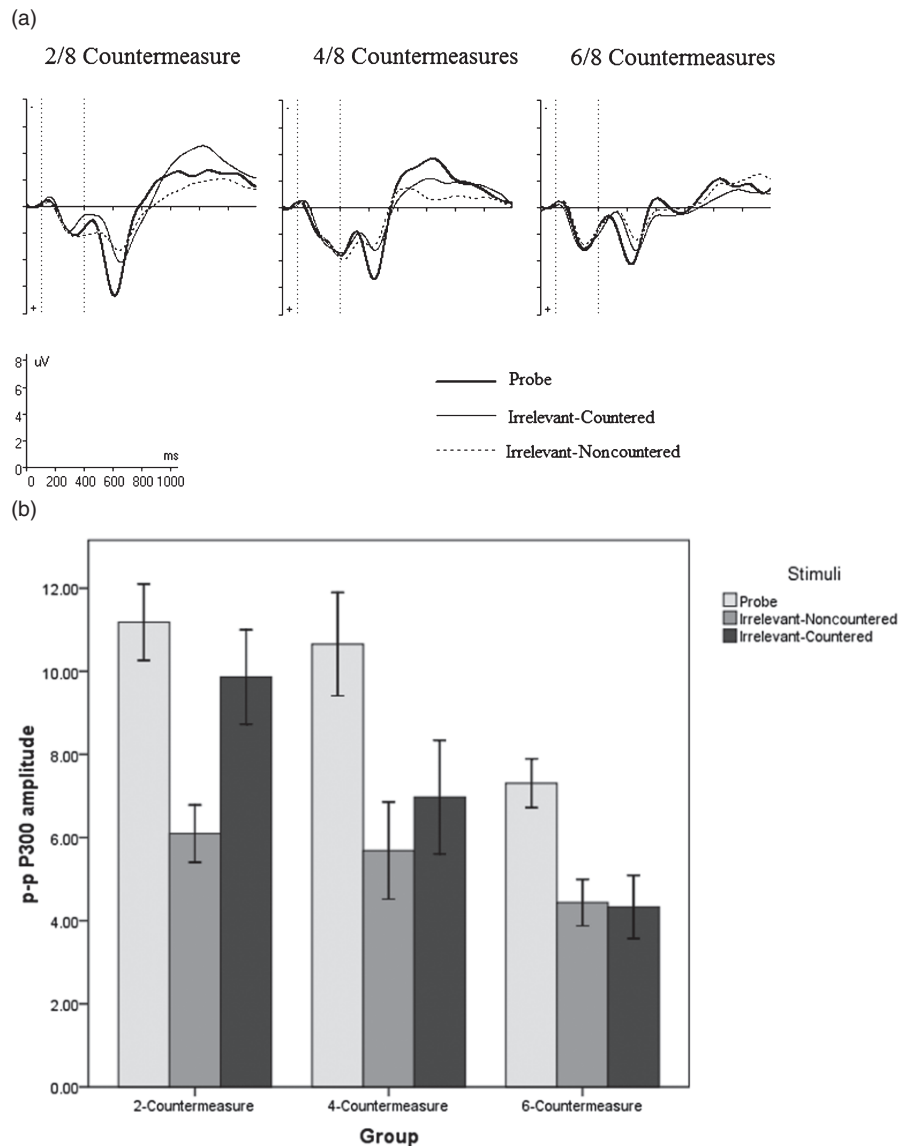 (a)
2/8 Countermeasure 4/8 Countermeasures 6/8 Countermeasures
- - -
+ + +
8 uV
6
4
2
0
ms
0 200 400 600 800 1000
Probe
Irrelevant-Countered
Irrelevant-Noncountered
(b)
Stimuli
Probe
Irrelevant-Noncountered
Irrelevant-Countered
p-p P300 amplitude
12.00
10.00
8.00
6.00
4.00
2.00
0.00
2-Countermeasure 4-Countermeasure 6-Countermeasure
Group